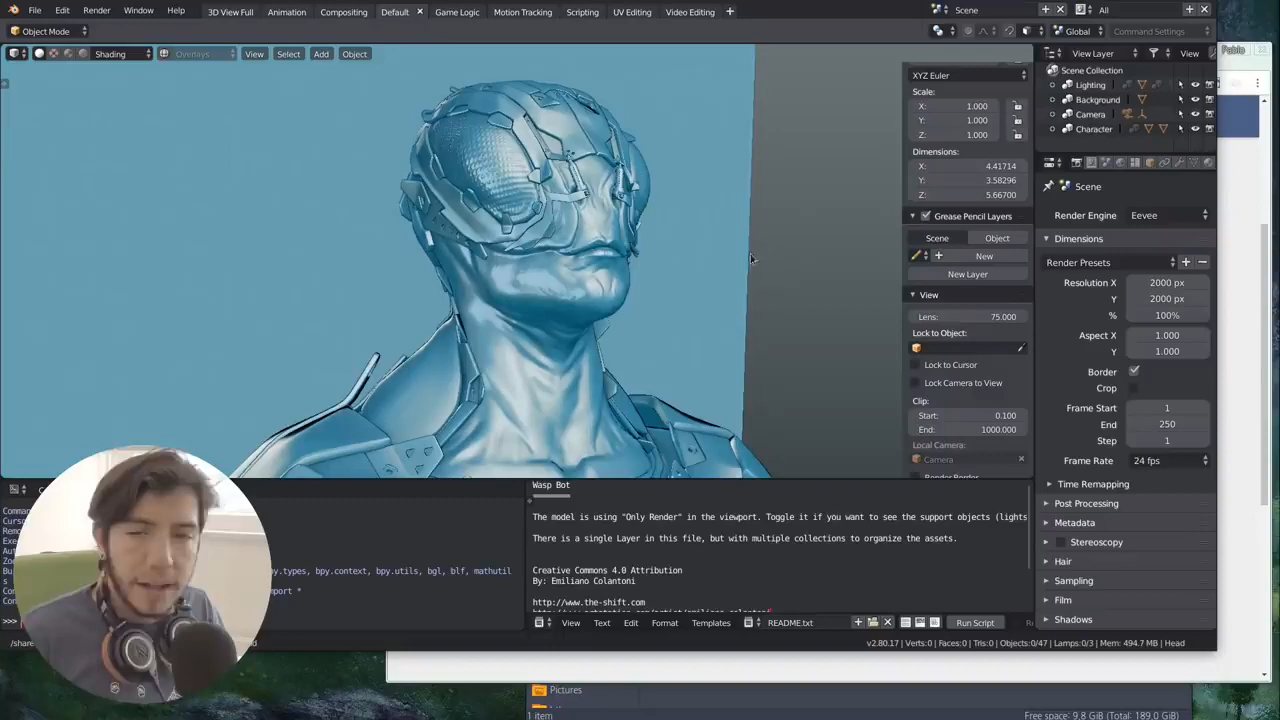 File Edit Render Window Help 3D View Full Animation Compositing Default Game Logic Motion Tracking Scripting UV Editing Video Editing Scene All
Object Mode Global Command Settings
Shading Overlays View Select Add Object View Layer View
Pablo
XYZ Euler
Scale:
X: 1.000
Y: 1.000
Z: 1.000
Dimensions:
X: 4.41714
Y: 3.58296
Z: 5.66700
Grease Pencil Layers
Scene Object
New
New Layer
View
Lens: 75.000
Lock to Object:
Lock to Cursor
Lock Camera to View
Clip:
Start: 0.100
End: 1000.000
Local Camera:
Camera
Scene Collection
Lighting
Background
Camera
Character
Scene
Render Engine Eevee
Dimensions
Render Presets
Resolution X 2000 px
Y 2000 px
% 100%
Aspect X 1.000
Y 1.000
Border
Crop
Frame Start 1
End 250
Step 1
Frame Rate 24 fps
Time Remapping
Post Processing
Metadata
Stereoscopy
Hair
Sampling
Film
Shadows
py.types, bpy.context, bpy.utils, bgl, blf, mathutil
s
mport *
>>>
Wasp Bot
The model is using "Only Render" in the viewport. Toggle it if you want to see the support objects (lights
There is a single Layer in this file, but with multiple collections to organize the assets.
Creative Commons 4.0 Attribution
By: Emiliano Colantoni
http://www.the-shift.com
View Text Edit Format Templates README.txt Run Script
/share
v2.80.17 | Verts:0 | Faces:0 | Tris:0 | Objects:0/47 | Lamps:0/3 | Mem: 494.7 MB | Head
Pictures
1 item Free space: 9.8 GiB (Total: 189.0 GiB)